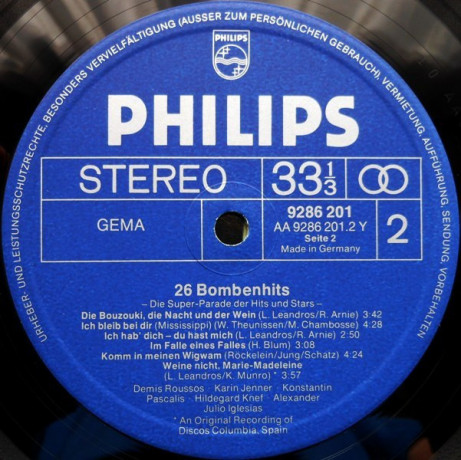 URHEBER- UND LEISTUNGSSCHUTZRECHTE, BESONDERS VERVIELFÄLTIGUNG (AUSSER ZUM PERSÖNLICHEN GEBRAUCH), VERMIETUNG, AUFFÜHRUNG, SENDUNG, VORBEHALTEN
PHILIPS
PHILIPS
STEREO
33 1/3
GEMA
9286 201
AA 9286 201.2 Y
Seite 2
Made in Germany
2
26 Bombenhits
– Die Super-Parade der Hits und Stars –
Die Bouzouki, die Nacht und der Wein (L. Leandros/R. Arnie) 3:42
Ich bleib bei dir (Mississippi) (W. Theunissen/M. Chambosse) 4:28
Ich hab' dich – du hast mich (L. Leandros/R. Arnie) 2:50
Im Falle eines Falles (H. Blum) 3:08
Komm in meinen Wigwam (Röckelein/Jung/Schatz) 4:24
Weine nicht, Marie-Madeleine
(L. Leandros/K. Munro) * 3:57
Demis Roussos - Karin Jenner - Konstantin
Pascalis - Hildegard Knef - Alexander
Julio Iglesias
* An Original Recording of
Discos Columbia, Spain